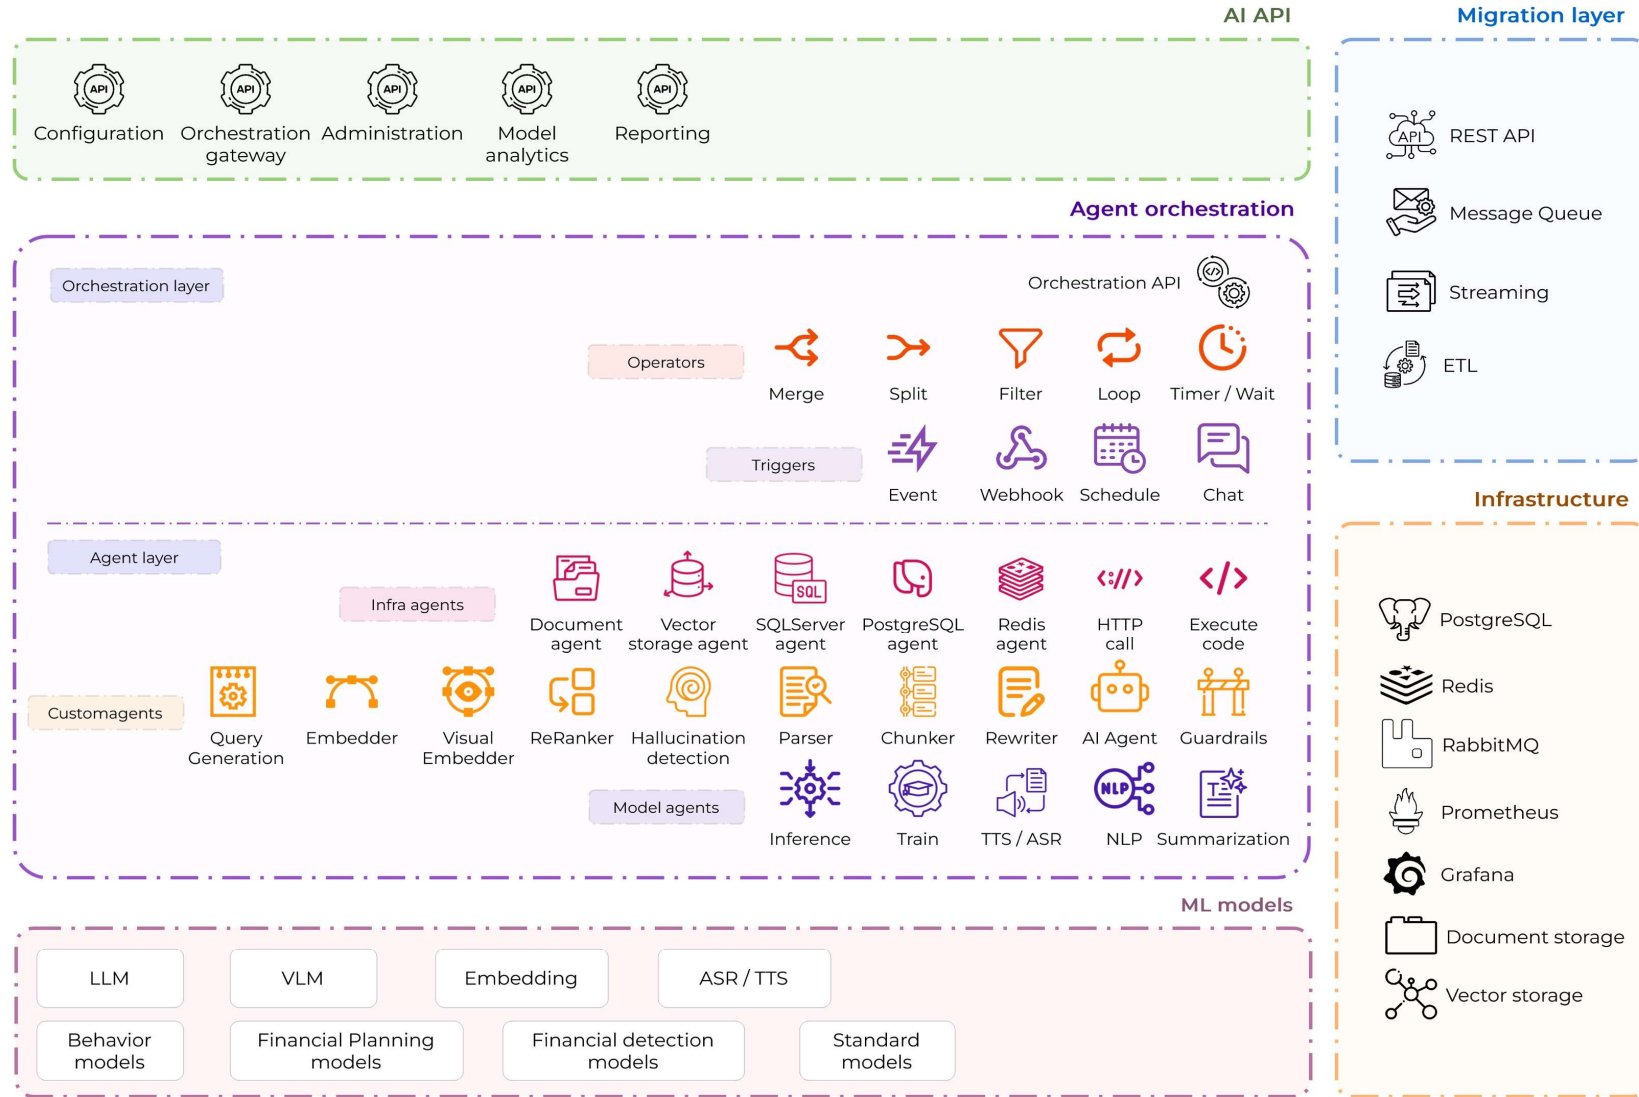 AI API
API
API
API
API
API
Configuration
Orchestration
gateway
Administration
Model
analytics
Reporting
Agent orchestration
Orchestration layer
Orchestration API
Operators
Merge
Split
Filter
Loop
Timer / Wait
Triggers
Event
Webhook
Schedule
Chat
Agent layer
Infra agents
SQL
Document
agent
Vector
storage agent
SQLServer
agent
PostgreSQL
agent
Redis
agent
<://>
HTTP
call
</>
Execute
code
Customagents
Query
Generation
Embedder
Visual
Embedder
ReRanker
Hallucination
detection
Parser
Chunker
Rewriter
AI Agent
Guardrails
Model agents
Inference
Train
TTS / ASR
NLP
NLP
T
Summarization
ML models
LLM
VLM
Embedding
ASR / TTS
Behavior
models
Financial Planning
models
Financial detection
models
Standard
models
Migration layer
API
REST API
Message Queue
Streaming
ETL
Infrastructure
PostgreSQL
Redis
RabbitMQ
Prometheus
Grafana
Document storage
Vector storage